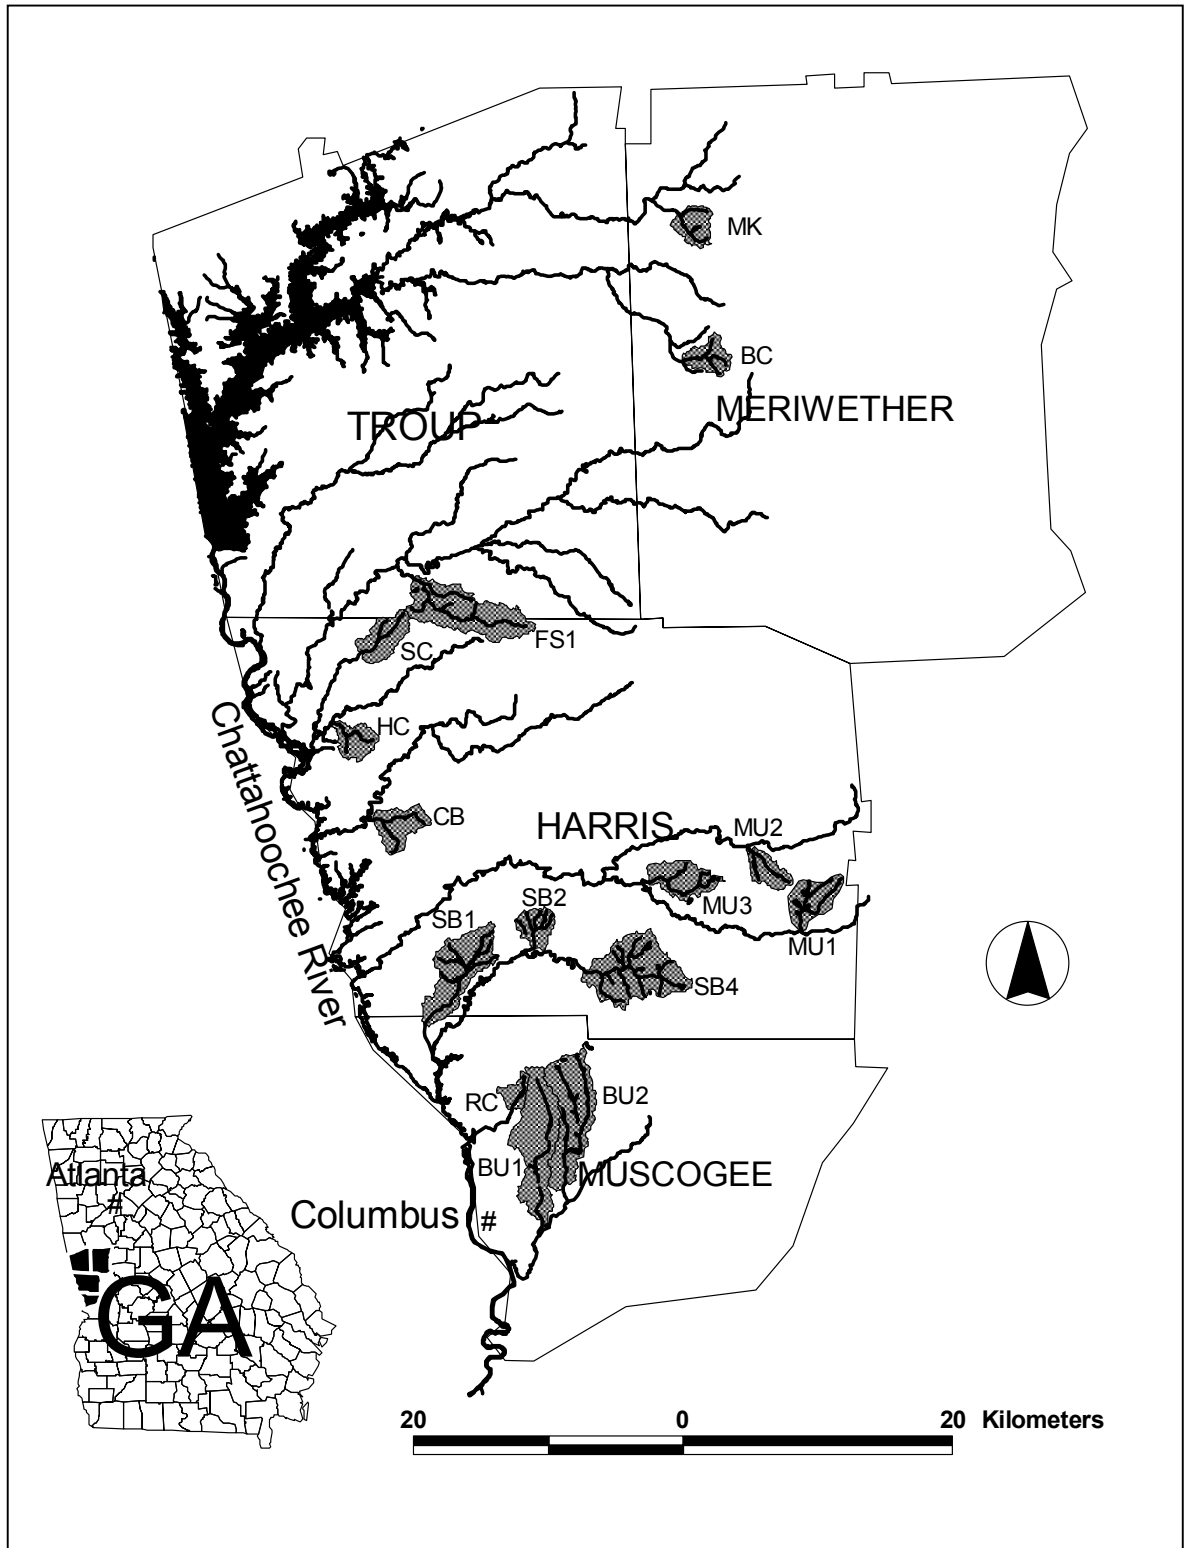 MK
BC
TROUP
MERIWETHER
FS1
SC
HC
Chattahoochee River
CB
HARRIS
MU2
MU3
MU1
SB2
SB1
SB4
RC
BU2
BU1
MUSCOGEE
Atlanta
#
Columbus #
GA
20 0 20 Kilometers